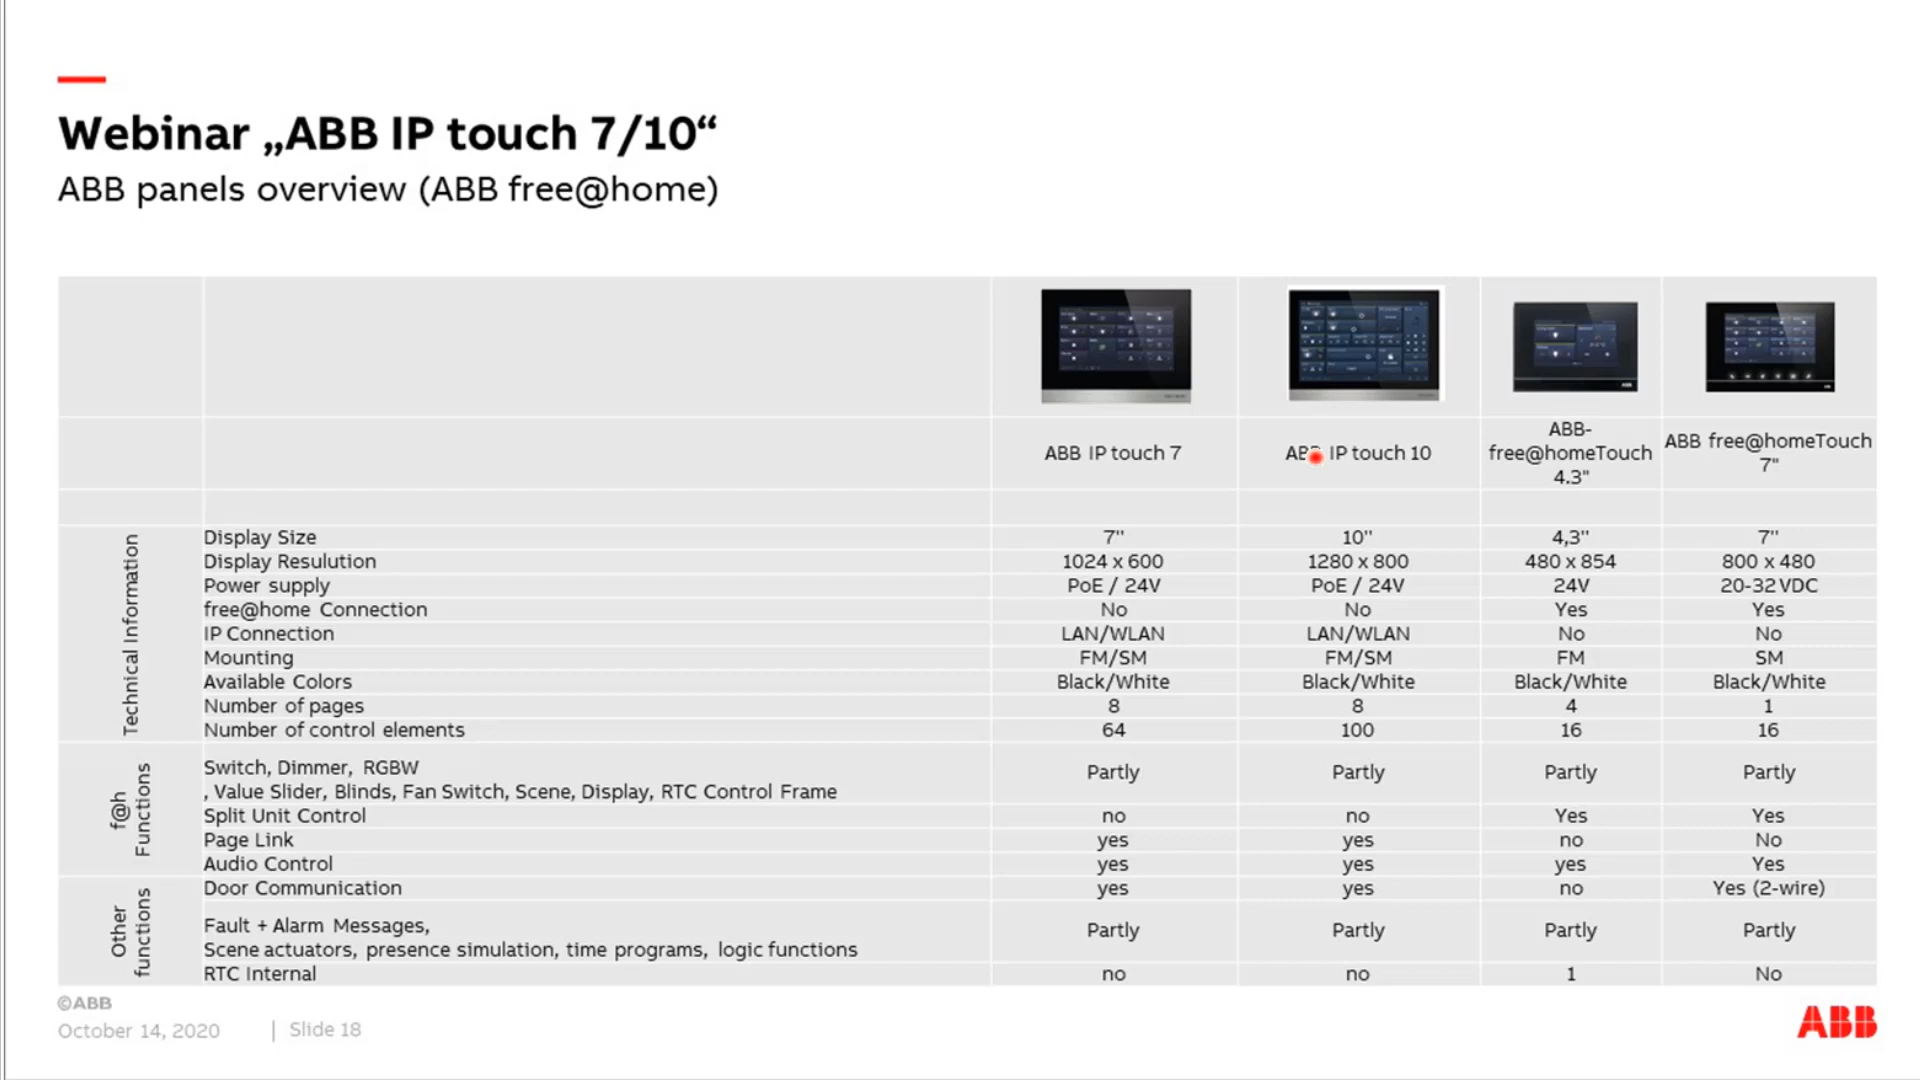 Webinar „ABB IP touch 7/10“
ABB panels overview (ABB free@home)
ABB IP touch 7
ABB IP touch 10
ABB-
free@homeTouch
4.3"
ABB free@homeTouch
7"
Technical Information
Display Size 7'' 10'' 4,3'' 7''
Display Resulution 1024 x 600 1280 x 800 480 x 854 800 x 480
Power supply PoE / 24V PoE / 24V 24V 20-32 VDC
free@home Connection No No Yes Yes
IP Connection LAN/WLAN LAN/WLAN No No
Mounting FM/SM FM/SM FM SM
Available Colors Black/White Black/White Black/White Black/White
Number of pages 8 8 4 1
Number of control elements 64 100 16 16
f@h
Functions
Switch, Dimmer, RGBW
, Value Slider, Blinds, Fan Switch, Scene, Display, RTC Control Frame
Partly Partly Partly Partly
Split Unit Control no no Yes Yes
Page Link yes yes no No
Audio Control yes yes yes Yes
Other
functions
Door Communication yes yes no Yes (2-wire)
Fault + Alarm Messages,
Scene actuators, presence simulation, time programs, logic functions
Partly Partly Partly Partly
RTC Internal no no 1 No
©ABB
October 14, 2020 | Slide 18
ABB